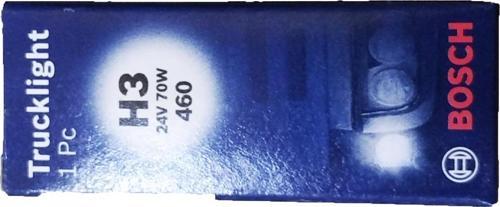 Trucklight
1 Pc
H3
24V 70W
460
BOSCH